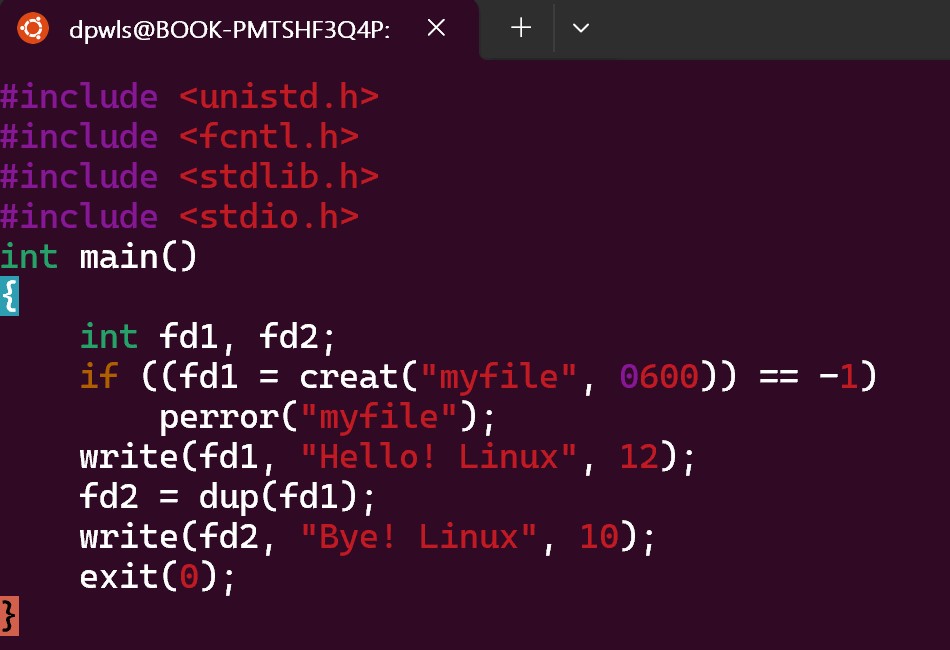 dpwls@BOOK-PMTSHF3Q4P:
#include <unistd.h>
#include <fcntl.h>
#include <stdlib.h>
#include <stdio.h>
int main()
{
    int fd1, fd2;
    if ((fd1 = creat("myfile", 0600)) == -1)
        perror("myfile");
    write(fd1, "Hello! Linux", 12);
    fd2 = dup(fd1);
    write(fd2, "Bye! Linux", 10);
    exit(0);
}